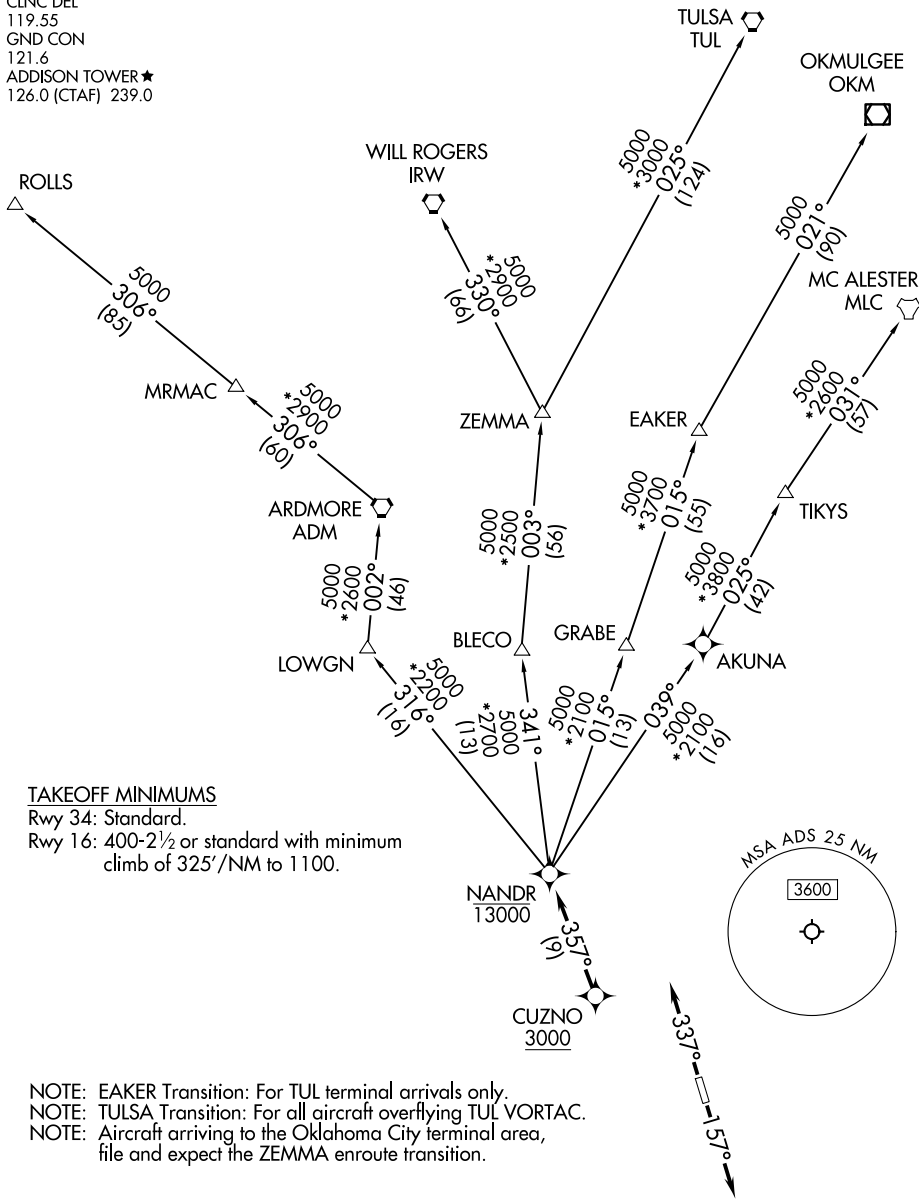 CLNC DEL
119.55
GND CON
121.6
ADDISON TOWER★
126.0 (CTAF) 239.0
TULSA
TUL
OKMULGEE
OKM
WILL ROGERS
IRW
ROLLS
5000
*3000
025°
(124)
5000
021°
(90)
5000
*2900
330°
(66)
5000
306°
(85)
MC ALESTER
MLC
MRMAC
5000
*2900
306°
(60)
ZEMMA
EAKER
5000
*2600
031°
(57)
ARDMORE
ADM
5000
*2500
003°
(56)
5000
*3700
015°
(55)
TIKYS
5000
*2600
002°
(46)
5000
*3800
025°
(42)
LOWGN
BLECO
GRABE
AKUNA
5000
*2200
316°
(16)
341°
5000
*2700
(13)
5000
*2100
015°
(13)
039°
5000
*2100
(16)
TAKEOFF MINIMUMS
Rwy 34: Standard.
Rwy 16: 400-2½ or standard with minimum
climb of 325'/NM to 1100.
NANDR
13000
MSA ADS 25 NM
3600
357°
(9)
CUZNO
3000
337°
157°
NOTE: EAKER Transition: For TUL terminal arrivals only.
NOTE: TULSA Transition: For all aircraft overflying TUL VORTAC.
NOTE: Aircraft arriving to the Oklahoma City terminal area,
file and expect the ZEMMA enroute transition.